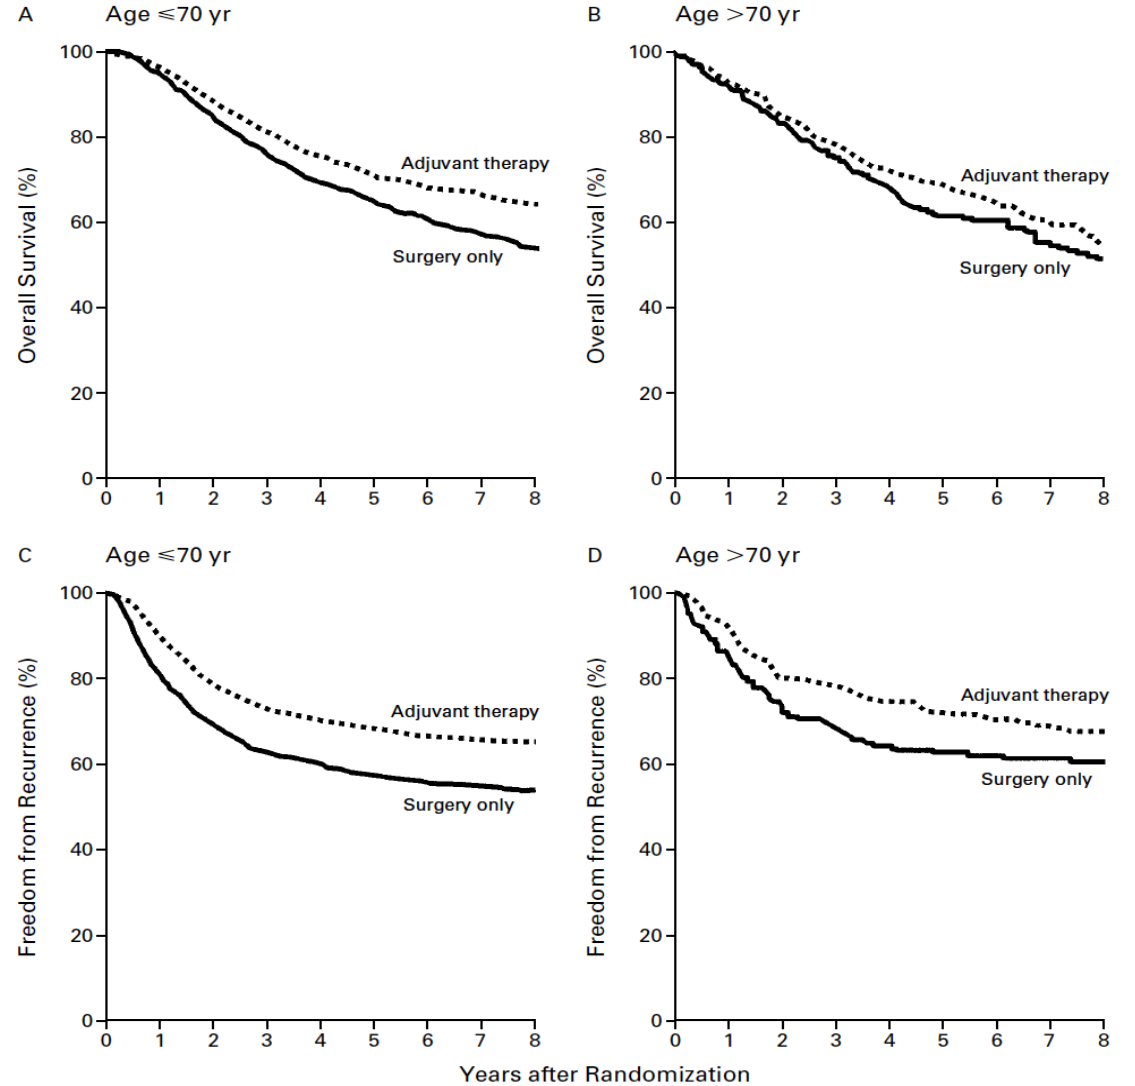 A Age ≤70 yr
100
80
60
40
20
0
Overall Survival (%)
Adjuvant therapy
Surgery only
0 1 2 3 4 5 6 7 8
B Age >70 yr
100
80
60
40
20
0
Overall Survival (%)
Adjuvant therapy
Surgery only
0 1 2 3 4 5 6 7 8
C Age ≤70 yr
100
80
60
40
20
0
Freedom from Recurrence (%)
Adjuvant therapy
Surgery only
0 1 2 3 4 5 6 7 8
D Age >70 yr
100
80
60
40
20
0
Freedom from Recurrence (%)
Adjuvant therapy
Surgery only
0 1 2 3 4 5 6 7 8
Years after Randomization